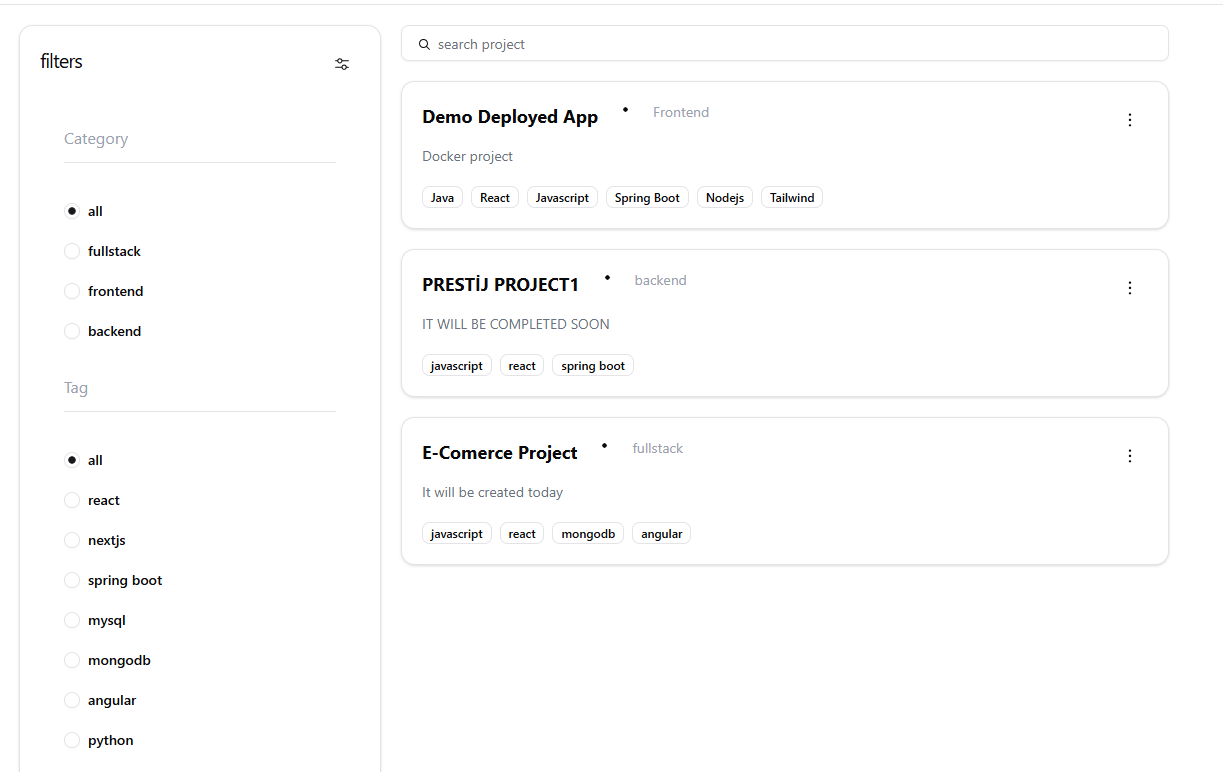 filters
Category
all
fullstack
frontend
backend
Tag
all
react
nextjs
spring boot
mysql
mongodb
angular
python
search project
Demo Deployed App • Frontend
Docker project
Java React Javascript Spring Boot Nodejs Tailwind
PRESTİJ PROJECT1 • backend
IT WILL BE COMPLETED SOON
javascript react spring boot
E-Comerce Project • fullstack
It will be created today
javascript react mongodb angular